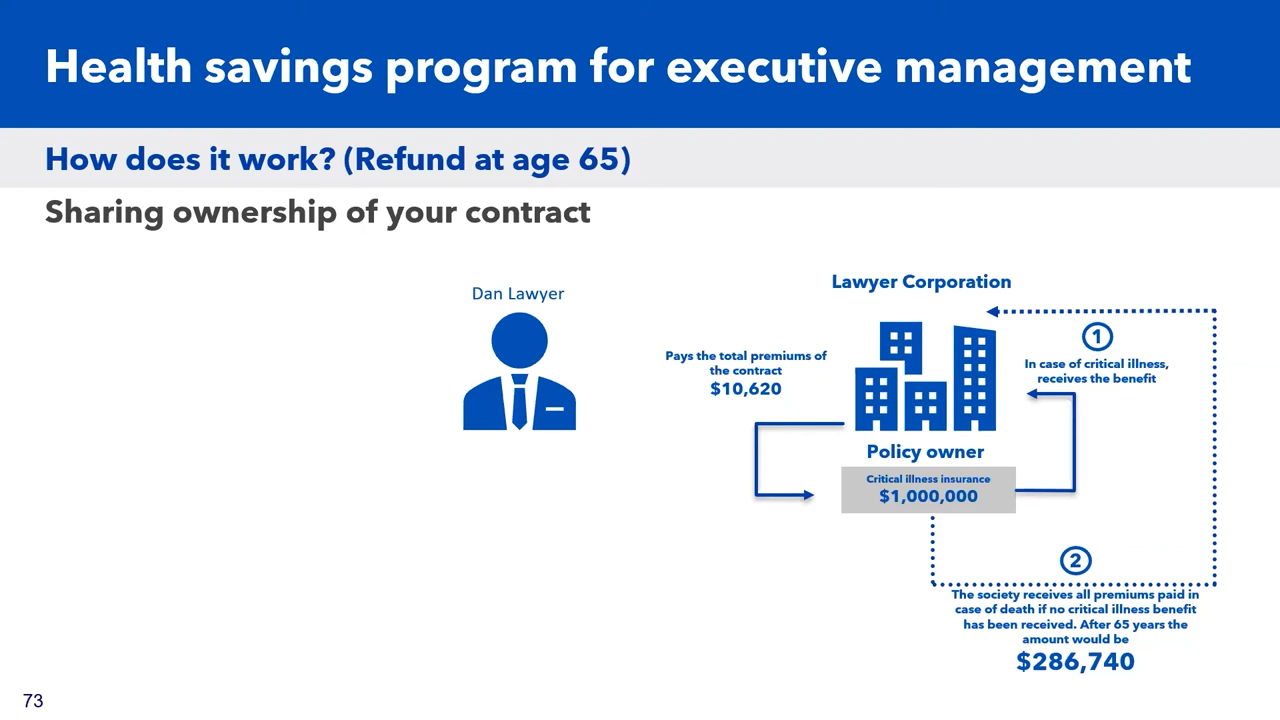 Health savings program for executive management
How does it work? (Refund at age 65)
Sharing ownership of your contract
Dan Lawyer
Lawyer Corporation
Pays the total premiums of
the contract
$10,620
1
In case of critical illness,
receives the benefit
Policy owner
Critical illness insurance
$1,000,000
2
The society receives all premiums paid in
case of death if no critical illness benefit
has been received. After 65 years the
amount would be
$286,740
73